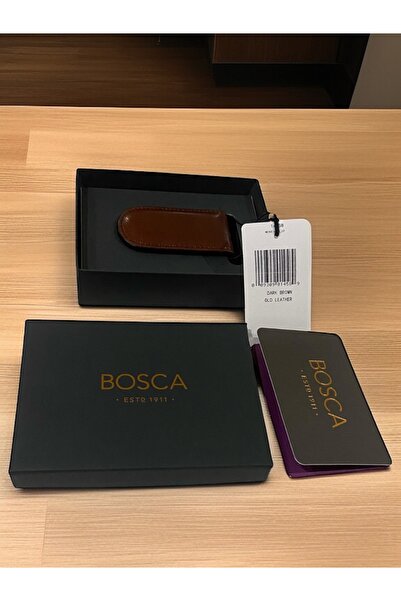 DARK BROWN
OLD LEATHER
BOSCA
• ESTD 1911 •
BOSCA
• ESTD 1911 •